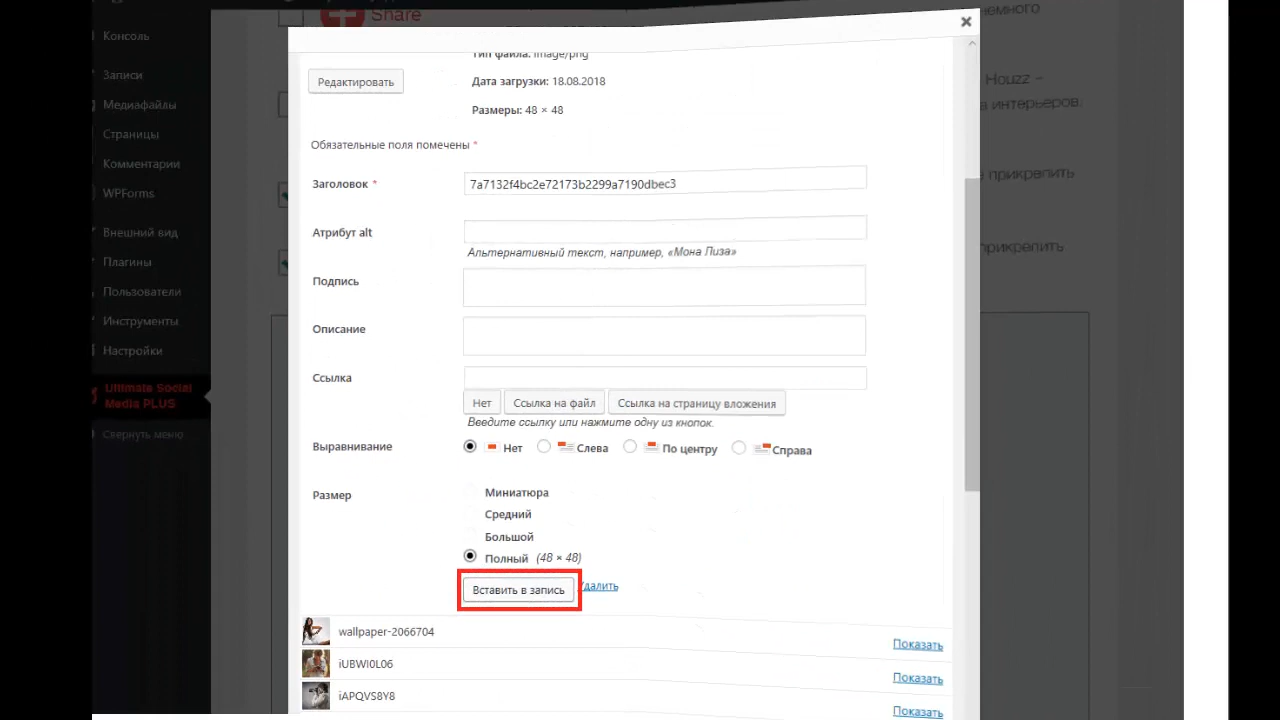 Share
Консоль
Записи
Медиафайлы
Страницы
Комментарии
WPForms
Внешний вид
Плагины
Пользователи
Инструменты
Настройки
Ultimate Social
Media PLUS
Свернуть меню
Тип файла: image/png
Редактировать
Дата загрузки: 18.08.2018
Размеры: 48 × 48
Обязательные поля помечены *
Заголовок *
7a7132f4bc2e72173b2299a7190dbec3
Атрибут alt
Альтернативный текст, например, «Мона Лиза»
Подпись
Описание
Ссылка
Нет
Ссылка на файл
Ссылка на страницу вложения
Введите ссылку или нажмите одну из кнопок.
Выравнивание
Нет
Слева
По центру
Справа
Размер
Миниатюра
Средний
Большой
Полный (48 × 48)
Вставить в запись
wallpaper-2066704
Показать
iUBWI0L06
Показать
iAPQVS8Y8
Показать
Houzz –
интерьеров.
прикрепить
прикрепить